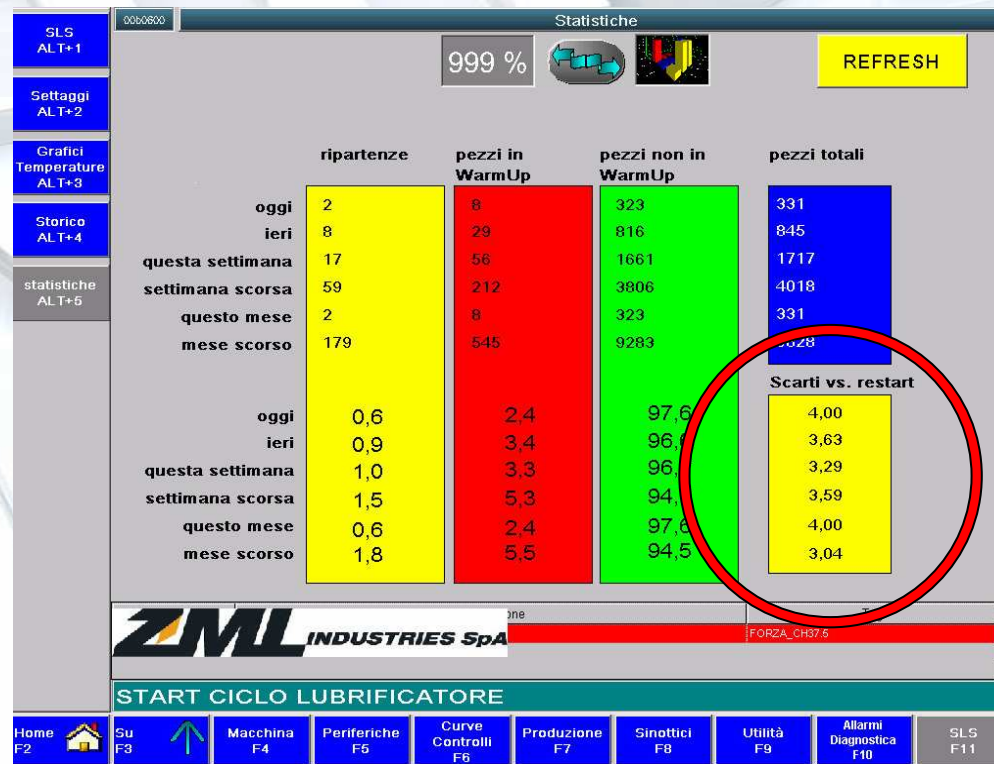 00b0600
Statistiche
SLS
ALT+1
Settaggi
ALT+2
Grafici
Temperature
ALT+3
Storico
ALT+4
statistiche
ALT+5
999 %
REFRESH
ripartenze
pezzi in
WarmUp
pezzi non in
WarmUp
pezzi totali
oggi 2 8 323 331
ieri 8 29 816 845
questa settimana 17 56 1661 1717
settimana scorsa 59 212 3806 4018
questo mese 2 8 323 331
mese scorso 179 545 9283
Scarti vs. restart
oggi 0,6 2,4 97,6 4,00
ieri 0,9 3,4 3,63
questa settimana 1,0 3,3 3,29
settimana scorsa 1,5 5,3 3,59
questo mese 0,6 2,4 97,6 4,00
mese scorso 1,8 5,5 94,5 3,04
ZML INDUSTRIES SpA
FORZA_CH37.5
START CICLO LUBRIFICATORE
Home
F2
Su
F3
Macchina
F4
Periferiche
F5
Curve
Controlli
F6
Produzione
F7
Sinottici
F8
Utilità
F9
Allarmi
Diagnostica
F10
SLS
F11